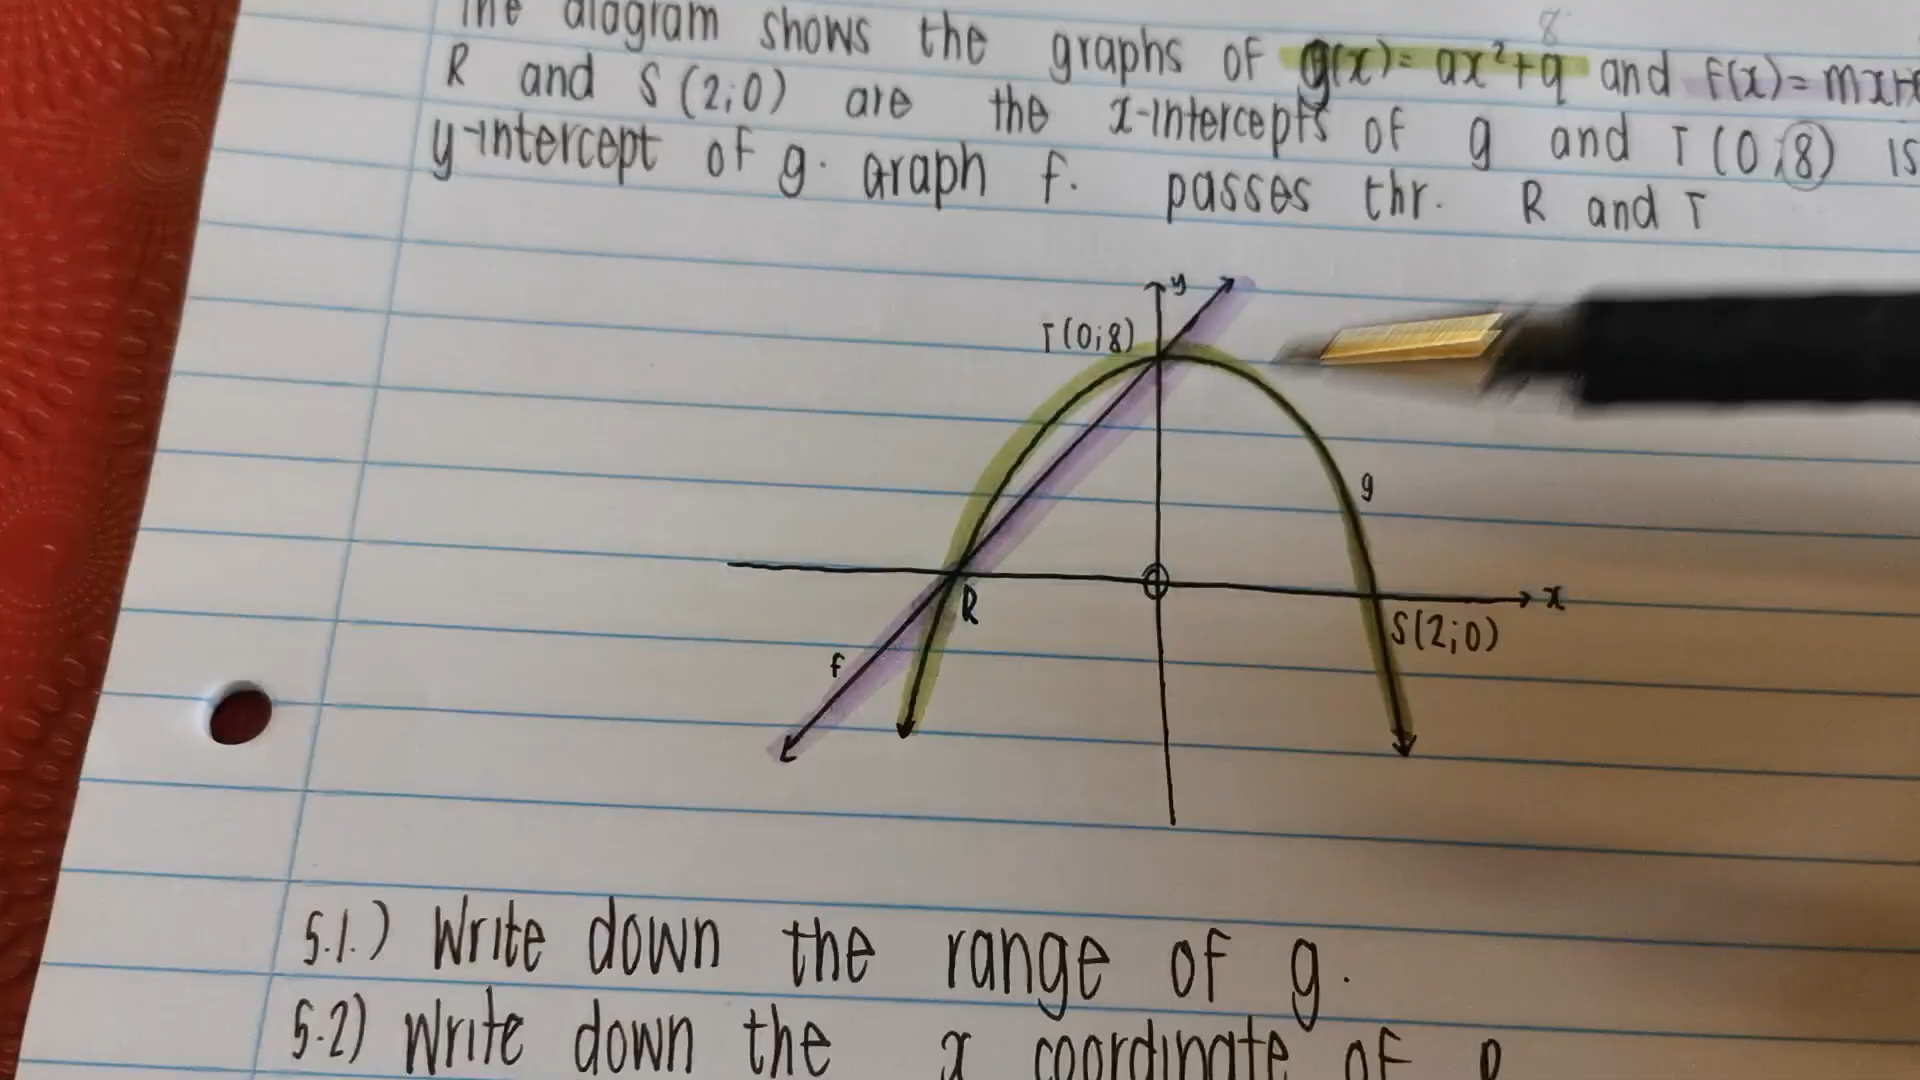 The diagram shows the graphs of g(x)= ax²+q and f(x)= mx+
8
R and S (2;0) are the x-intercepts of g and T (0;8) is
y-intercept of g. Graph f. passes thr. R and T
y
T(0;8)
g
x
R
S(2;0)
f
5.1.) Write down the range of g.
5.2) Write down the x coordinate of